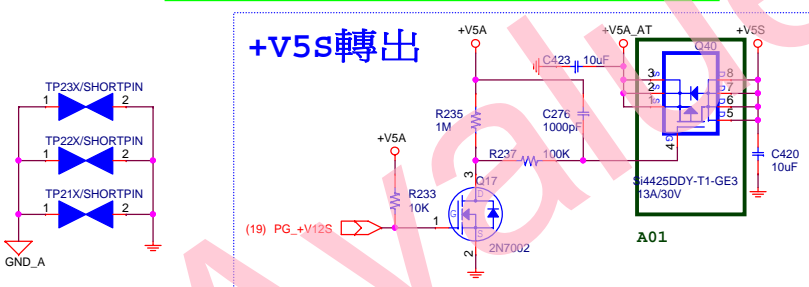 +V5S轉出
+V5A
+V5A_AT
+V5S
C423
10uF
Q40
3
2
1
S
S
S
D
D
D
D
8
7
6
5
G
4
TP23X/SHORTPIN
1
2
TP22X/SHORTPIN
1
2
TP21X/SHORTPIN
1
2
GND_A
R235
1M
C276
1000pF
+V5A
R237
100K
C420
10uF
Si4425DDY-T1-GE3
13A/30V
A01
R233
10K
Q17
3
D
G
S
1
2
2N7002
(19) PG_+V12S
Avalue